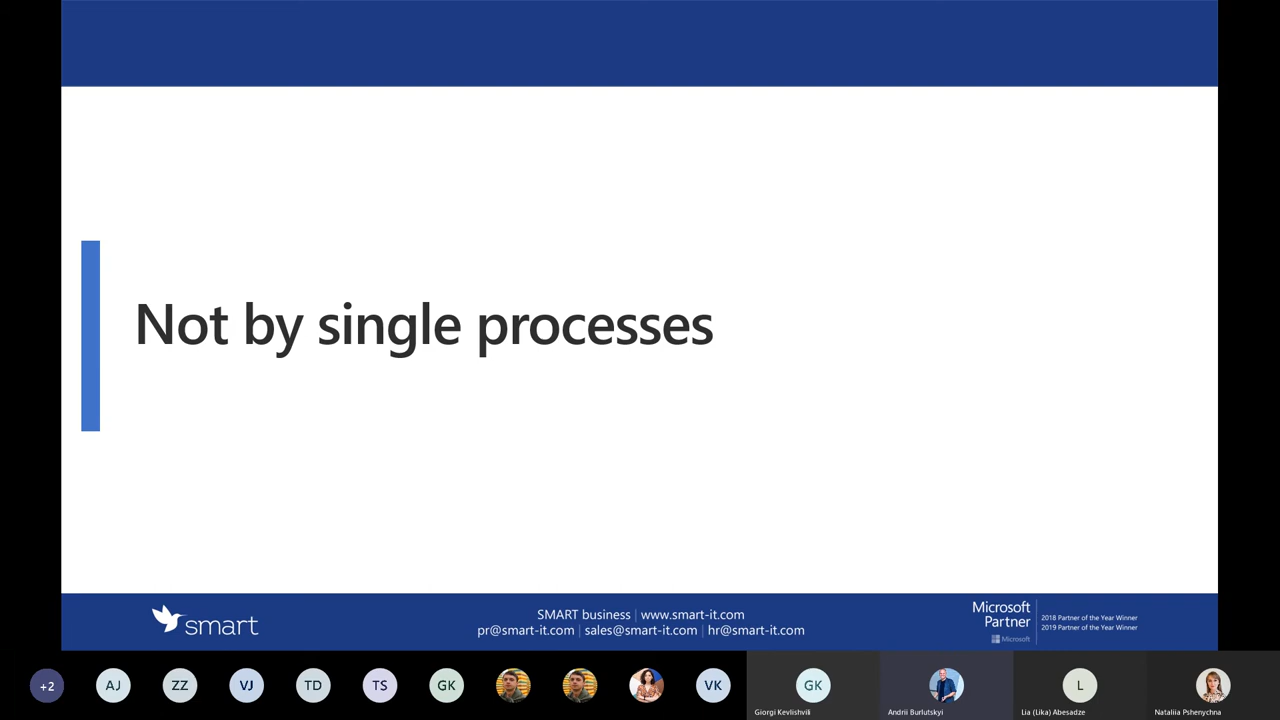 Not by single processes
smart
SMART business | www.smart-it.com
pr@smart-it.com | sales@smart-it.com | hr@smart-it.com
Microsoft
Partner
2018 Partner of the Year Winner
2019 Partner of the Year Winner
Microsoft
+2
AJ
ZZ
VJ
TD
TS
GK
VK
GK
L
Giorgi Kevlishvili
Andrii Burlutskyi
Lia (Lika) Abesadze
Nataliia Pshenychna